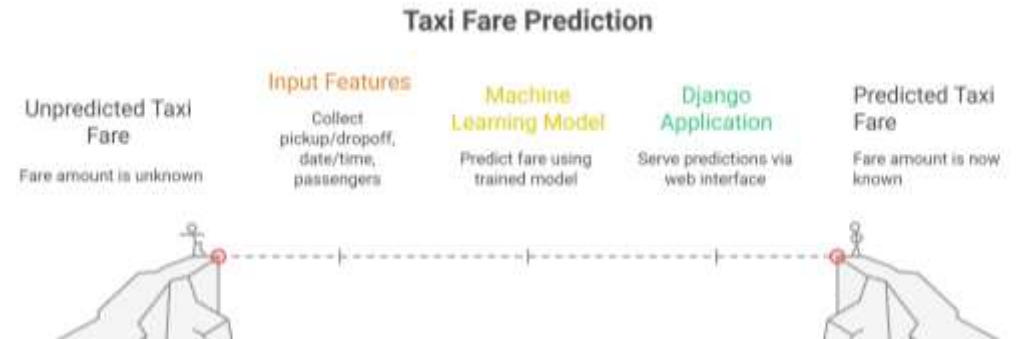 Taxi Fare Prediction
Unpredicted Taxi
Fare
Fare amount is unknown
Input Features
Collect
pickup/dropoff,
date/time,
passengers
Machine
Learning Model
Predict fare using
trained model
Django
Application
Serve predictions via
web interface
Predicted Taxi
Fare
Fare amount is now
known